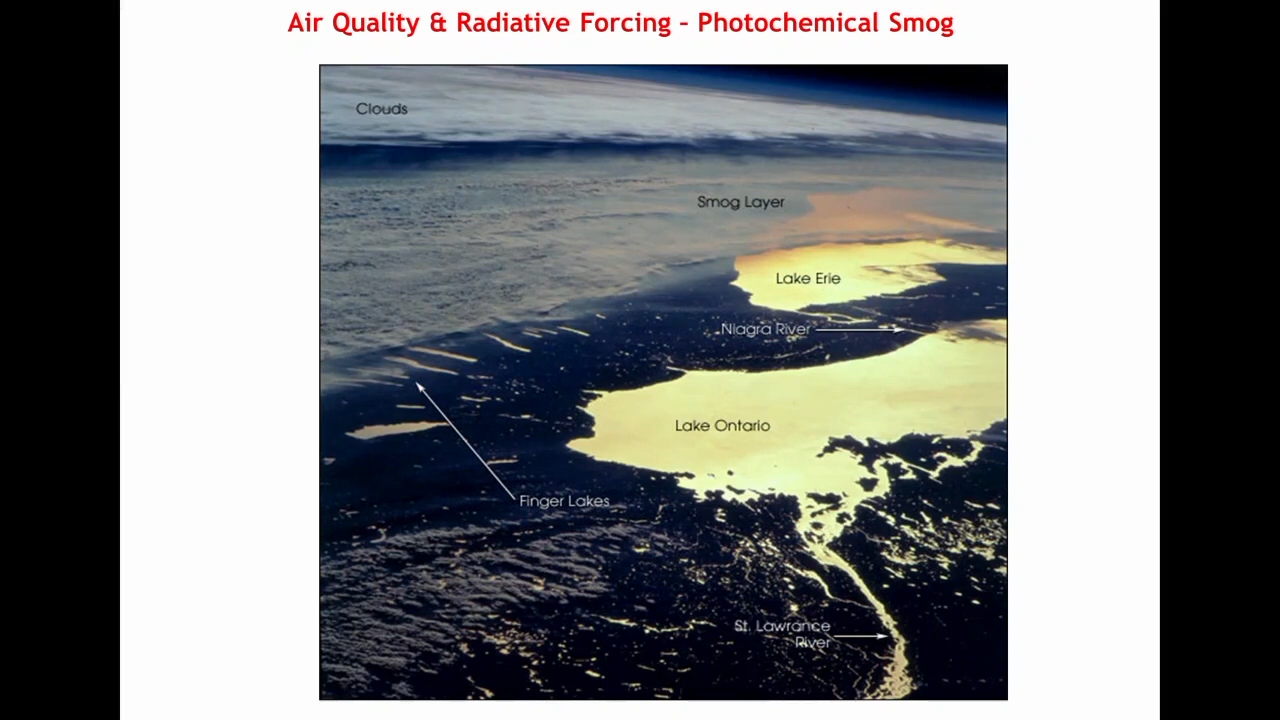 Air Quality & Radiative Forcing - Photochemical Smog
Clouds
Smog Layer
Lake Erie
Niagra River
Lake Ontario
Finger Lakes
St. Lawrance
River